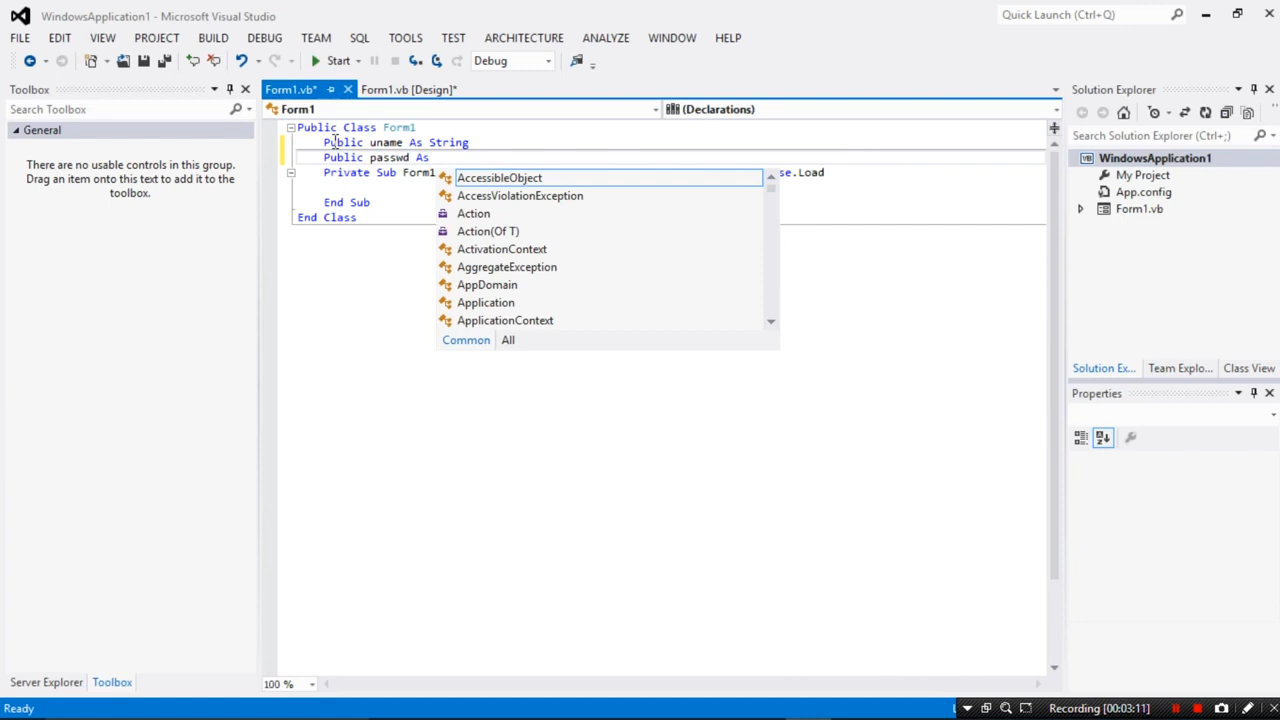 WindowsApplication1 - Microsoft Visual Studio
Quick Launch (Ctrl+Q)
FILE EDIT VIEW PROJECT BUILD DEBUG TEAM SQL TOOLS TEST ARCHITECTURE ANALYZE WINDOW HELP
Start Debug
Toolbox
Search Toolbox
General
There are no usable controls in this group.
Drag an item onto this text to add it to the
toolbox.
Server Explorer Toolbox
Form1.vb* Form1.vb [Design]*
Form1 (Declarations)
Public Class Form1
Public uname As String
Public passwd As
Private Sub Form1 se.Load
End Sub
End Class
AccessibleObject
AccessViolationException
Action
Action(Of T)
ActivationContext
AggregateException
AppDomain
Application
ApplicationContext
Common All
100 %
Solution Explorer
Search Solution Explorer (Ctrl+;)
WindowsApplication1
My Project
App.config
Form1.vb
Solution Ex... Team Explo... Class View
Properties
Ready
Recording [00:03:11]